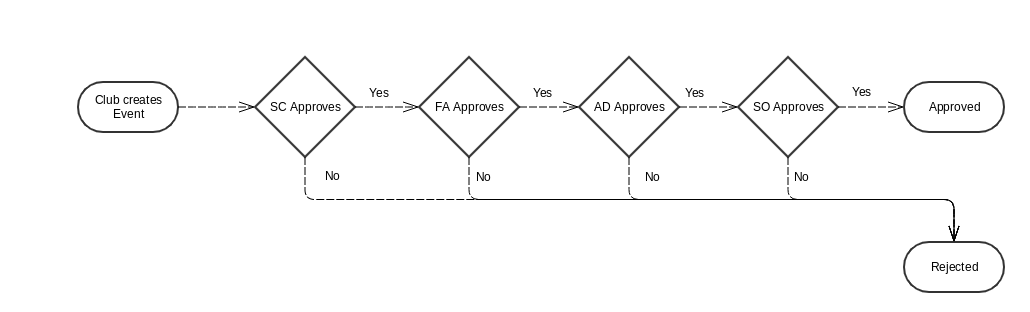 Club creates
Event
SC Approves
Yes
FA Approves
Yes
AD Approves
Yes
SO Approves
Yes
Approved
No
No
No
No
Rejected